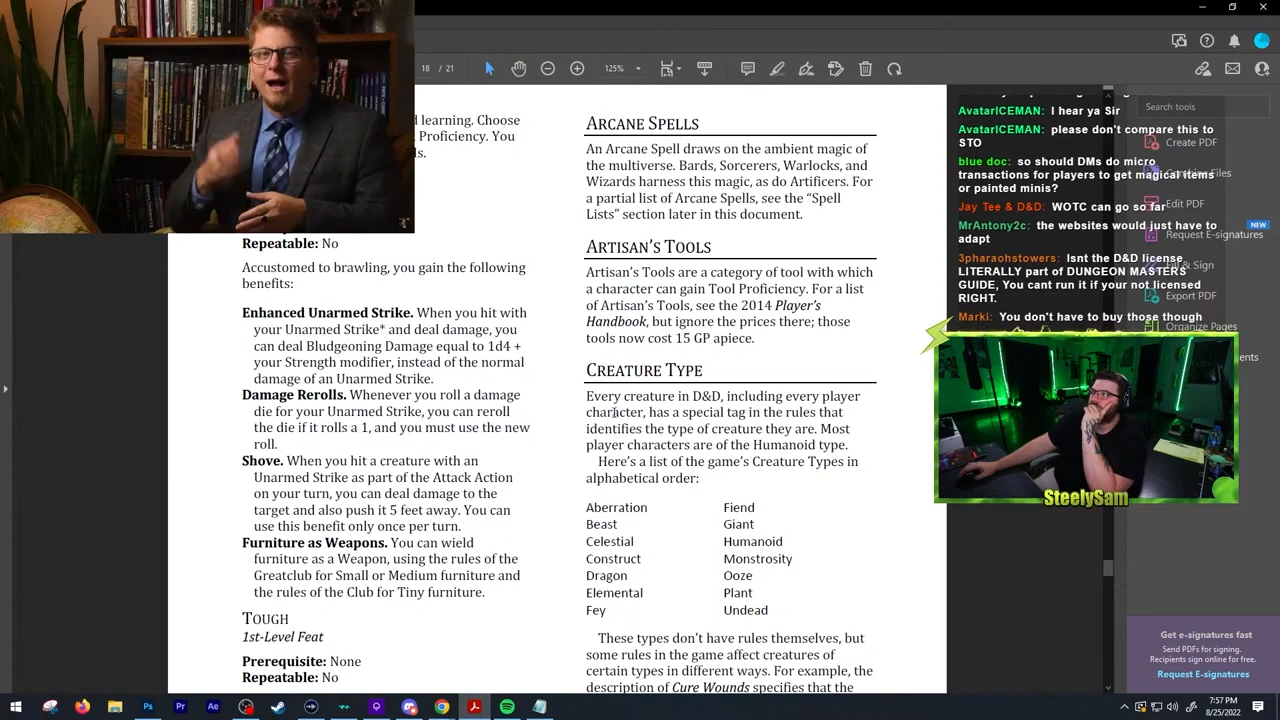 18 / 21
125%
d learning. Choose
Proficiency. You
ls.
Repeatable: No
Accustomed to brawling, you gain the following
benefits:
Enhanced Unarmed Strike. When you hit with
your Unarmed Strike* and deal damage, you
can deal Bludgeoning Damage equal to 1d4 +
your Strength modifier, instead of the normal
damage of an Unarmed Strike.
Damage Rerolls. Whenever you roll a damage
die for your Unarmed Strike, you can reroll
the die if it rolls a 1, and you must use the new
roll.
Shove. When you hit a creature with an
Unarmed Strike as part of the Attack Action
on your turn, you can deal damage to the
target and also push it 5 feet away. You can
use this benefit only once per turn.
Furniture as Weapons. You can wield
furniture as a Weapon, using the rules of the
Greatclub for Small or Medium furniture and
the rules of the Club for Tiny furniture.
Tough
1st-Level Feat
Prerequisite: None
Repeatable: No
Arcane Spells
An Arcane Spell draws on the ambient magic of
the multiverse. Bards, Sorcerers, Warlocks, and
Wizards harness this magic, as do Artificers. For
a partial list of Arcane Spells, see the “Spell
Lists” section later in this document.
Artisan’s Tools
Artisan’s Tools are a category of tool with which
a character can gain Tool Proficiency. For a list
of Artisan’s Tools, see the 2014 Player’s
Handbook, but ignore the prices there; those
tools now cost 15 GP apiece.
Creature Type
Every creature in D&D, including every player
character, has a special tag in the rules that
identifies the type of creature they are. Most
player characters are of the Humanoid type.
Here’s a list of the game’s Creature Types in
alphabetical order:
Aberration
Beast
Celestial
Construct
Dragon
Elemental
Fey
Fiend
Giant
Humanoid
Monstrosity
Ooze
Plant
Undead
These types don’t have rules themselves, but
some rules in the game affect creatures of
certain types in different ways. For example, the
description of Cure Wounds specifies that the
AvatarICEMAN: I hear ya Sir
AvatarICEMAN: please don't compare this to
STO
blue doc: so should DMs do micro
transactions for players to get magical items
or painted minis?
Jay Tee & D&D: WOTC can go so far
MrAntony2c: the websites would just have to
adapt
3pharaohstowers: Isnt the D&D license
LITERALLY part of DUNGEON MASTERS
GUIDE, You cant run it if your not licensed
RIGHT.
Marki: You don't have to buy those though
Search tools
Create PDF
Files
Edit PDF
NEW
Request E-signatures
Fill & Sign
Export PDF
Organize Pages
SteelySam
Get e-signatures fast
Send PDFs for signing.
Recipients sign online for free.
Request E-signatures
7:57 PM
8/25/2022